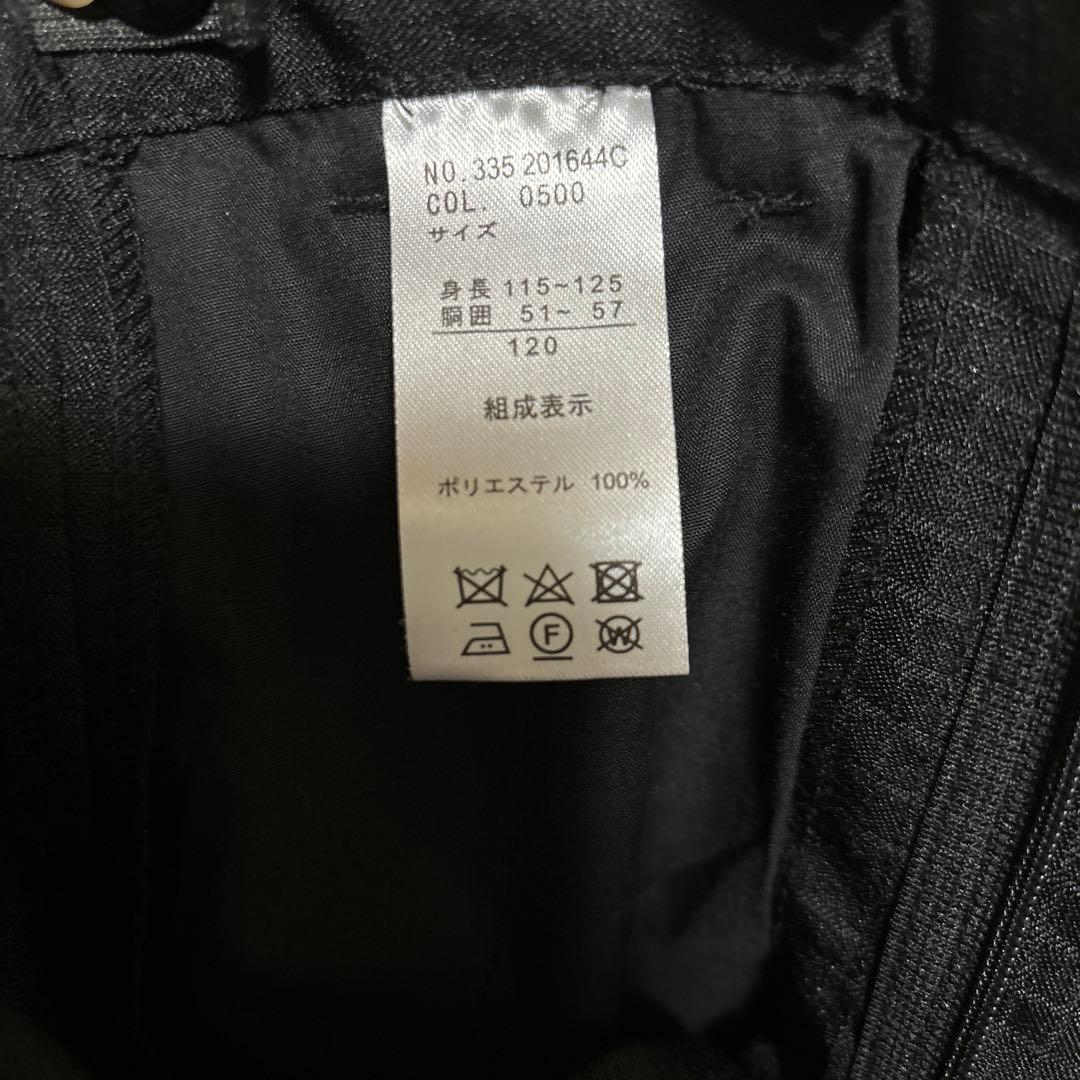 NO.335 201644C
COL. 0500
サイズ
身長 115~125
胴囲 51~ 57
120
組成表示
ポリエステル 100%
F W